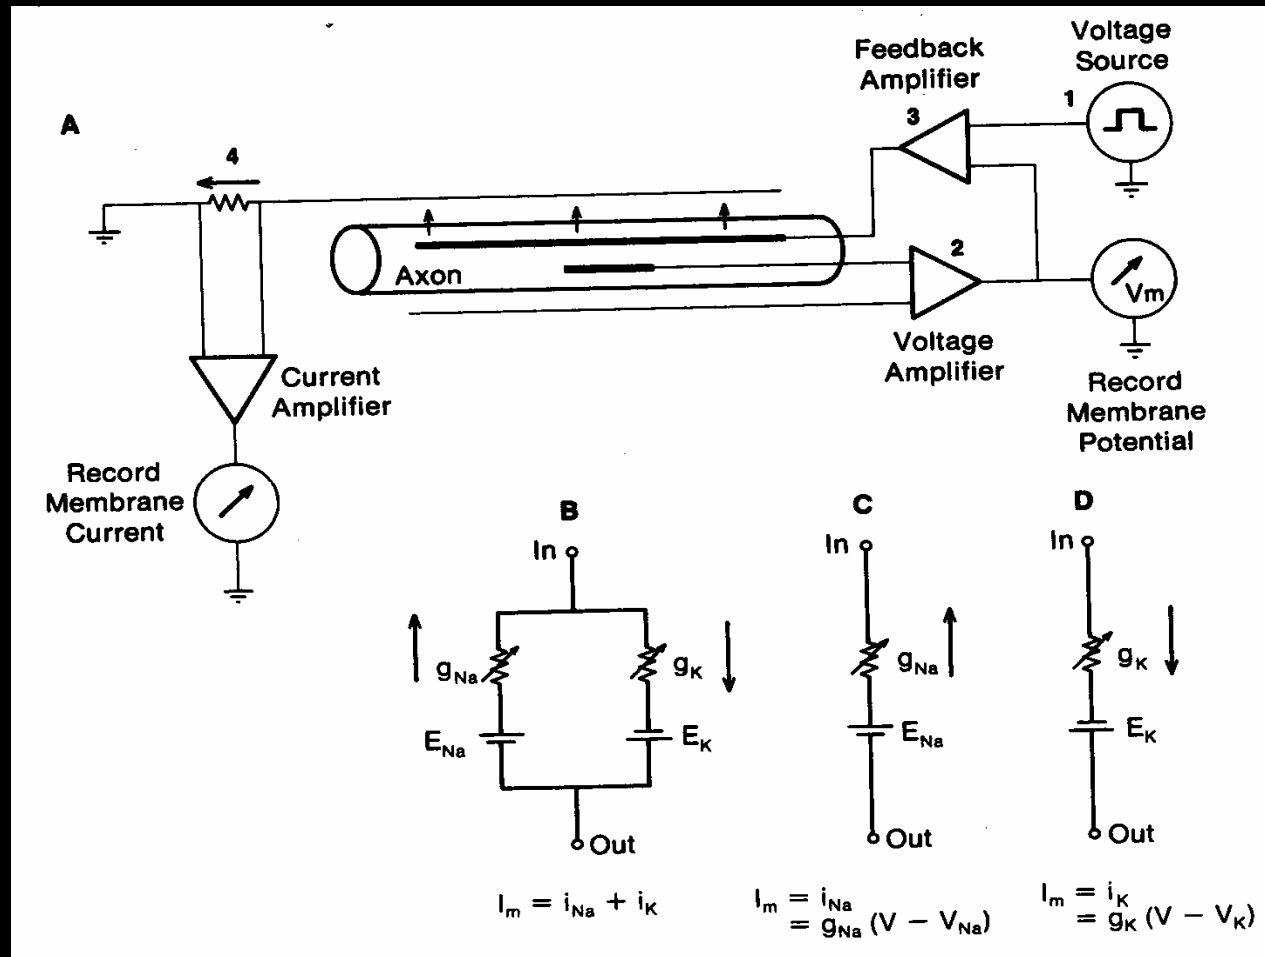 A
Feedback
Amplifier
Voltage
Source
3
1
4
Axon
2
Vm
Voltage
Amplifier
Record
Membrane
Potential
Current
Amplifier
Record
Membrane
Current
B
In
gNa
gK
ENa
EK
Out
Im = iNa + iK
C
In
gNa
ENa
Out
Im = iNa
= gNa (V − VNa)
D
In
gK
EK
Out
Im = iK
= gK (V − VK)